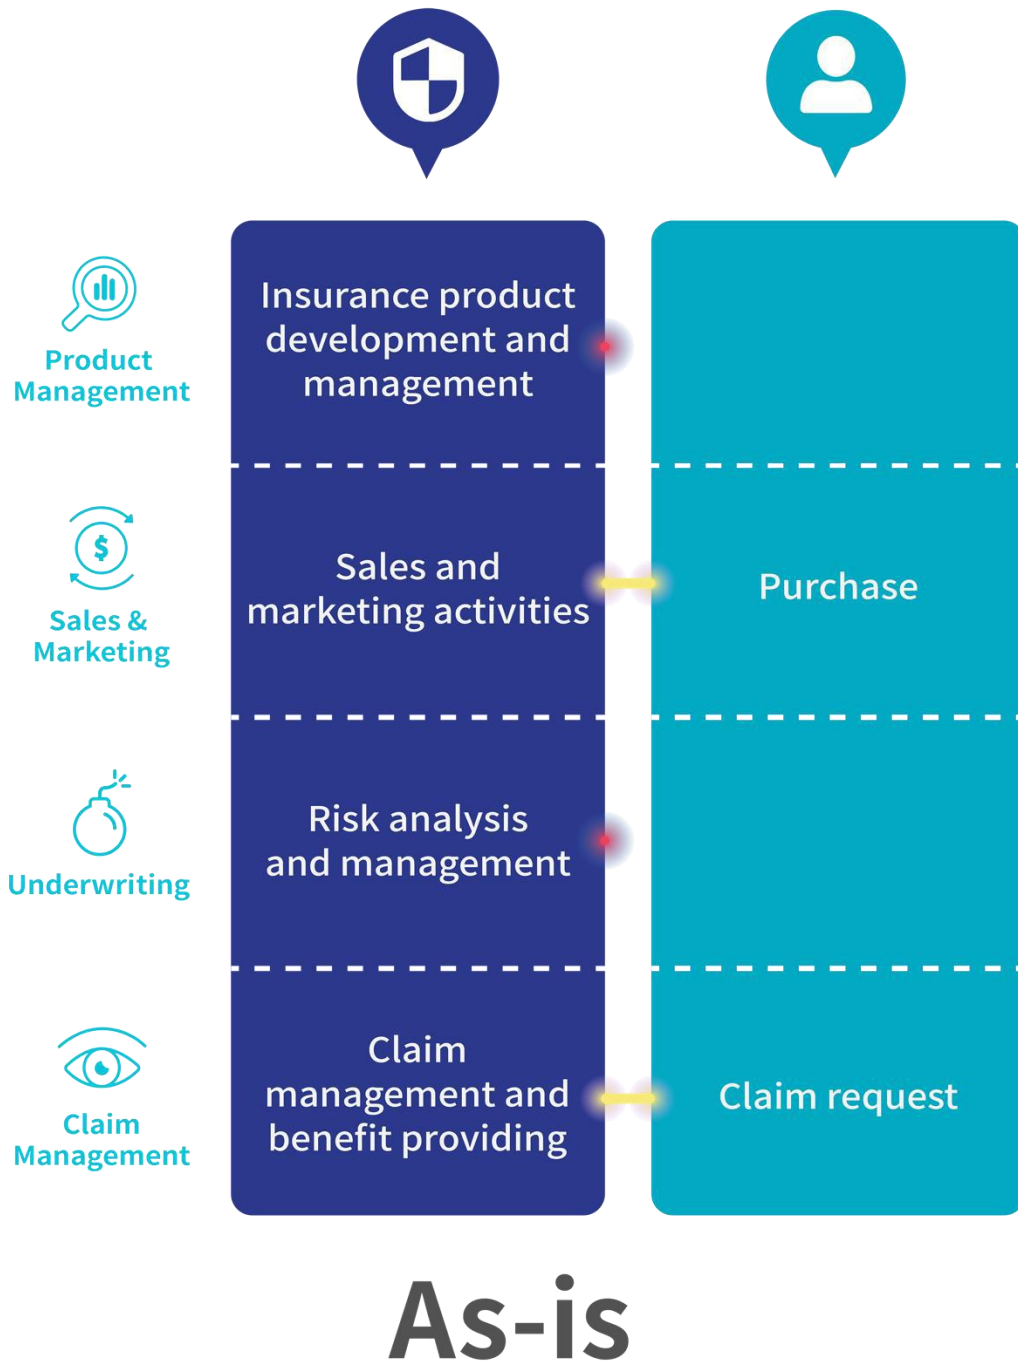 Product
Management
Insurance product
development and
management
Sales &
Marketing
$
Sales and
marketing activities
Purchase
Underwriting
Risk analysis
and management
Claim
Management
Claim
management and
benefit providing
Claim request
As-is